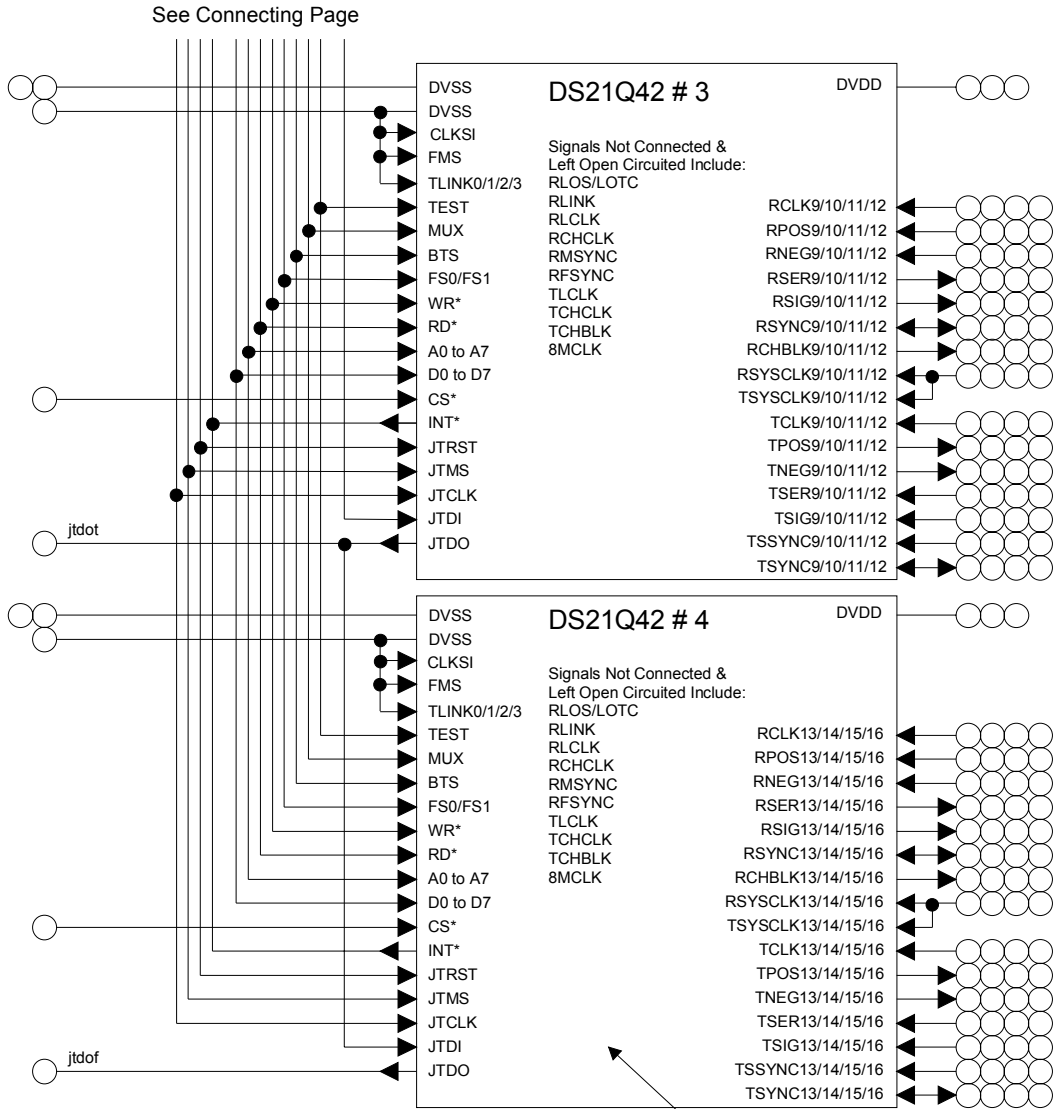 See Connecting Page
DVSS
DVSS
CLKSI
FMS
TLINK0/1/2/3
TEST
MUX
BTS
FS0/FS1
WR*
RD*
A0 to A7
D0 to D7
CS*
INT*
JTRST
JTMS
JTCLK
JTDI
JTDO
jtdot
DS21Q42 # 3
Signals Not Connected &
Left Open Circuited Include:
RLOS/LOTC
RLINK
RLCLK
RCHCLK
RMSYNC
RFSYNC
TLCLK
TCHCLK
TCHBLK
8MCLK
DVDD
RCLK9/10/11/12
RPOS9/10/11/12
RNEG9/10/11/12
RSER9/10/11/12
RSIG9/10/11/12
RSYNC9/10/11/12
RCHBLK9/10/11/12
RSYSCLK9/10/11/12
TSYSCLK9/10/11/12
TCLK9/10/11/12
TPOS9/10/11/12
TNEG9/10/11/12
TSER9/10/11/12
TSIG9/10/11/12
TSSYNC9/10/11/12
TSYNC9/10/11/12
DVSS
DVSS
CLKSI
FMS
TLINK0/1/2/3
TEST
MUX
BTS
FS0/FS1
WR*
RD*
A0 to A7
D0 to D7
CS*
INT*
JTRST
JTMS
JTCLK
JTDI
JTDO
jtdof
DS21Q42 # 4
Signals Not Connected &
Left Open Circuited Include:
RLOS/LOTC
RLINK
RLCLK
RCHCLK
RMSYNC
RFSYNC
TLCLK
TCHCLK
TCHBLK
8MCLK
DVDD
RCLK13/14/15/16
RPOS13/14/15/16
RNEG13/14/15/16
RSER13/14/15/16
RSIG13/14/15/16
RSYNC13/14/15/16
RCHBLK13/14/15/16
RSYSCLK13/14/15/16
TSYSCLK13/14/15/16
TCLK13/14/15/16
TPOS13/14/15/16
TNEG13/14/15/16
TSER13/14/15/16
TSIG13/14/15/16
TSSYNC13/14/15/16
TSYNC13/14/15/16